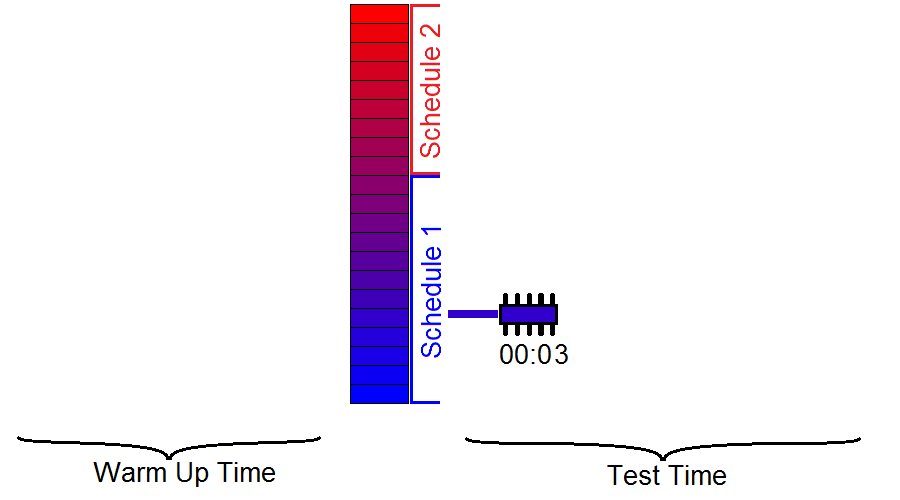 Schedule 2
Schedule 1
00:03
Warm Up Time
Test Time